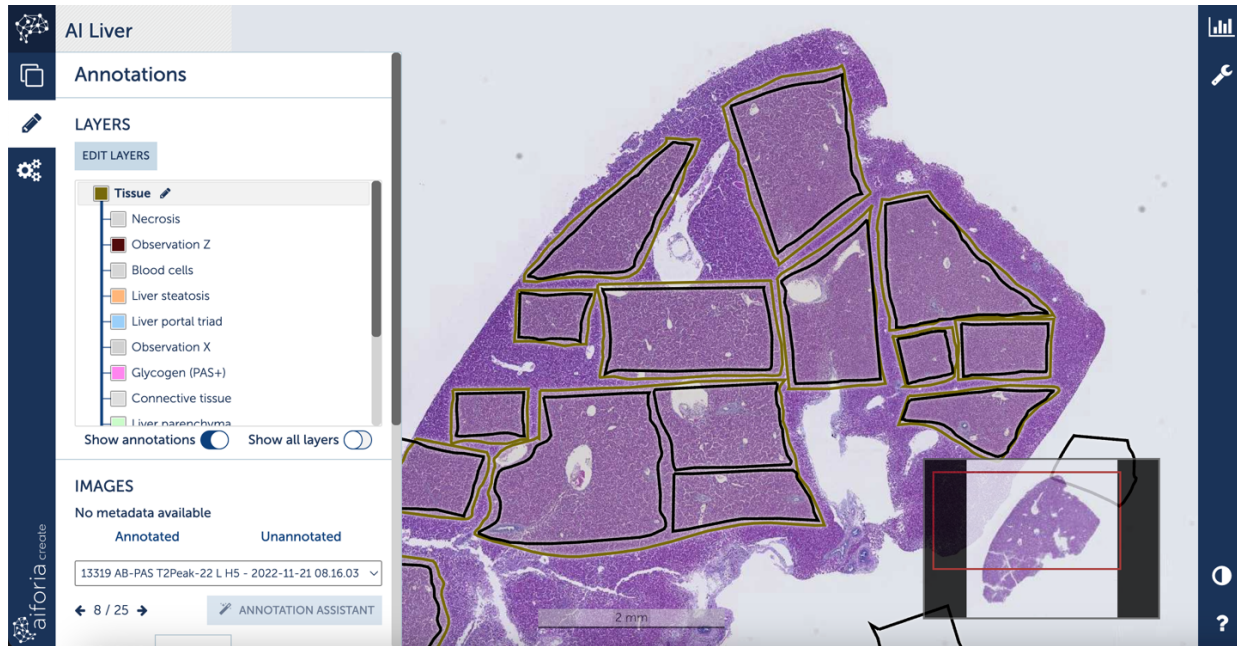 AI Liver
Annotations
LAYERS
EDIT LAYERS
Tissue
Necrosis
Observation Z
Blood cells
Liver steatosis
Liver portal triad
Observation X
Glycogen (PAS+)
Connective tissue
Liver parenchyma
Show annotations Show all layers
IMAGES
No metadata available
Annotated Unannotated
13319 AB-PAS T2Peak-22 L H5 - 2022-11-21 08.16.03
8 / 25
ANNOTATION ASSISTANT
aiforia create
2 mm
?